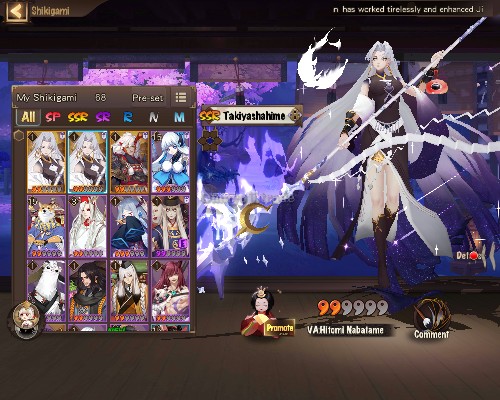 Shikigami
n has worked tirelessly and enhanced Ji
My Shikigami 68 Pre-set
All SP SSR SR R N M
SSR Takiyashahime
Promote
VA:Hitomi Nabatame
Comment